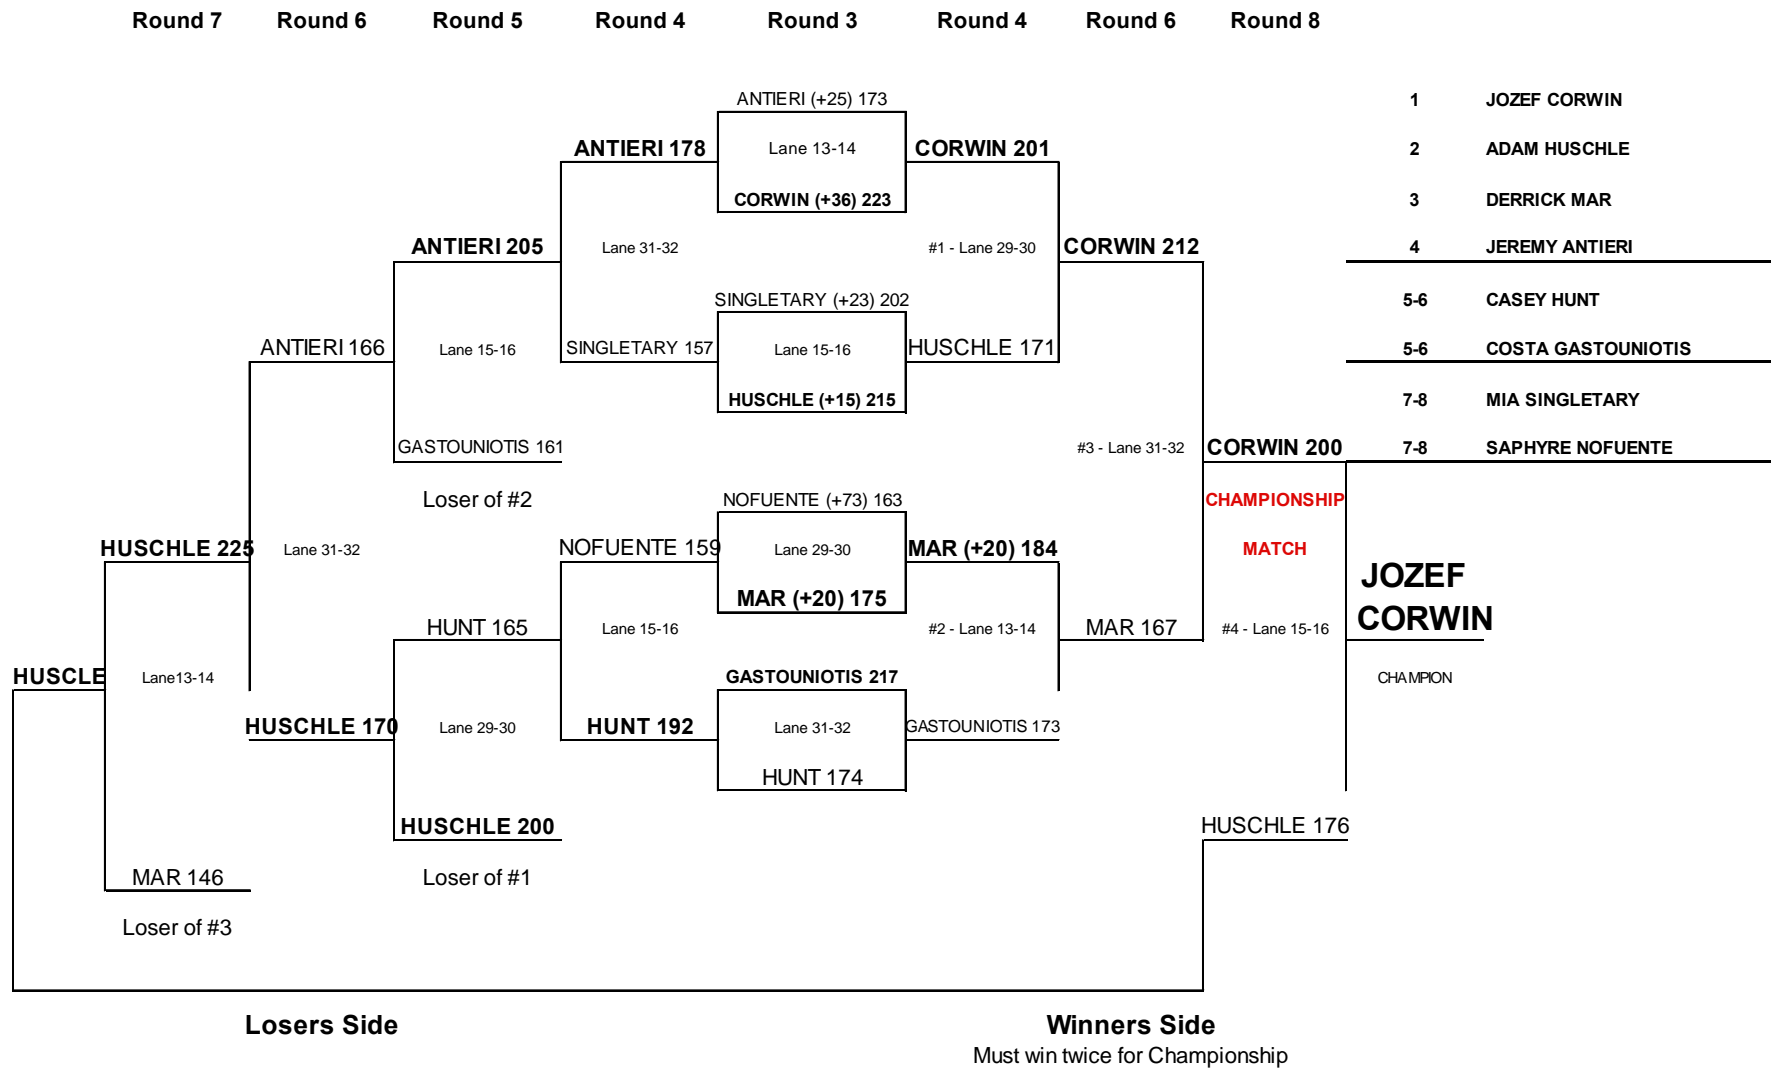 Round 7 Round 6 Round 5 Round 4 Round 3 Round 4 Round 6 Round 8
ANTIERI (+25) 173 1 JOZEF CORWIN
ANTIERI 178 Lane 13-14 CORWIN 201 2 ADAM HUSCHLE
CORWIN (+36) 223 3 DERRICK MAR
ANTIERI 205 Lane 31-32 #1 - Lane 29-30 CORWIN 212 4 JEREMY ANTIERI
SINGLETARY (+23) 202 5-6 CASEY HUNT
ANTIERI 166 Lane 15-16 SINGLETARY 157 Lane 15-16 HUSCHLE 171 5-6 COSTA GASTOUNIOTIS
HUSCHLE (+15) 215 7-8 MIA SINGLETARY
GASTOUNIOTIS 161 #3 - Lane 31-32 CORWIN 200 7-8 SAPHYRE NOFUENTE
Loser of #2 NOFUENTE (+73) 163 CHAMPIONSHIP
HUSCHLE 225 Lane 31-32 NOFUENTE 159 Lane 29-30 MAR (+20) 184 MATCH
JOZEF
MAR (+20) 175 CORWIN
HUNT 165 Lane 15-16 #2 - Lane 13-14 MAR 167 #4 - Lane 15-16
HUSCLE Lane13-14 GASTOUNIOTIS 217 CHAMPION
HUSCHLE 170 Lane 29-30 HUNT 192 Lane 31-32 GASTOUNIOTIS 173
HUNT 174
HUSCHLE 200 HUSCHLE 176
MAR 146 Loser of #1
Loser of #3
Losers Side Winners Side
Must win twice for Championship